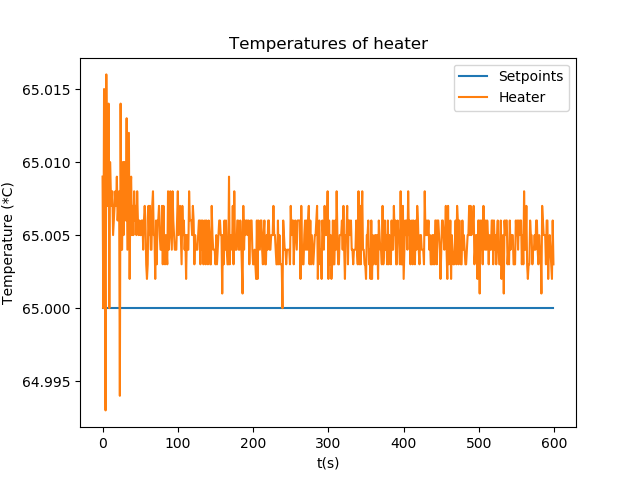 Temperatures of heater
Setpoints
Heater
65.015
65.010
65.005
65.000
64.995
Temperature (*C)
0 100 200 300 400 500 600
t(s)